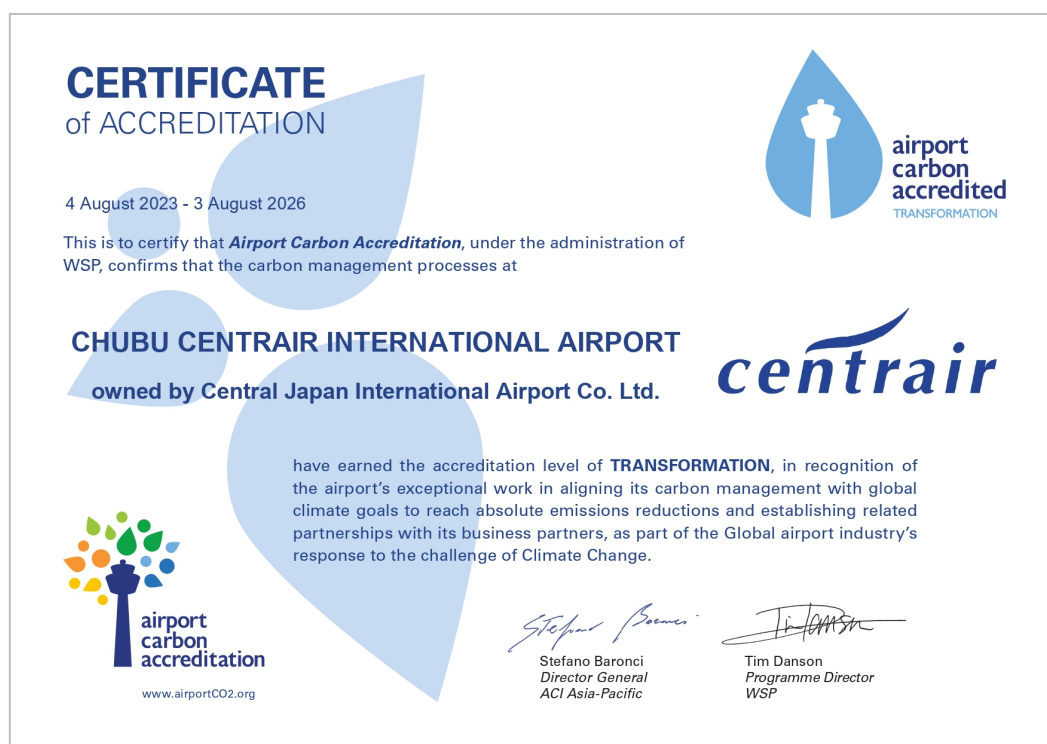 CERTIFICATE
of ACCREDITATION
airport
carbon
accredited
TRANSFORMATION
4 August 2023 - 3 August 2026
This is to certify that Airport Carbon Accreditation, under the administration of
WSP, confirms that the carbon management processes at
CHUBU CENTRAIR INTERNATIONAL AIRPORT
owned by Central Japan International Airport Co. Ltd.
centrair
have earned the accreditation level of TRANSFORMATION, in recognition of
the airport’s exceptional work in aligning its carbon management with global
climate goals to reach absolute emissions reductions and establishing related
partnerships with its business partners, as part of the Global airport industry’s
response to the challenge of Climate Change.
airport
carbon
accreditation
www.airportCO2.org
Stefano Baronci
Tim Danson
Stefano Baronci
Director General
ACI Asia-Pacific
Tim Danson
Programme Director
WSP